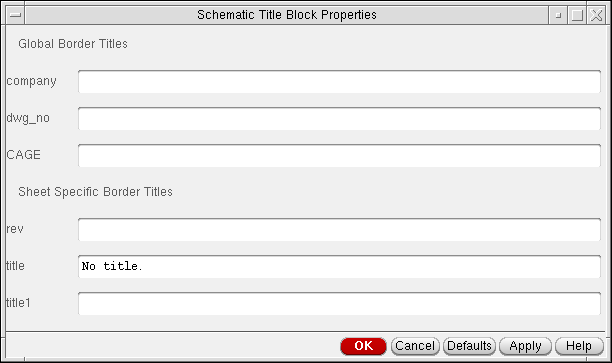 Schematic Title Block Properties
Global Border Titles
company
dwg_no
CAGE
Sheet Specific Border Titles
rev
title No title.
title1
OK Cancel Defaults Apply Help